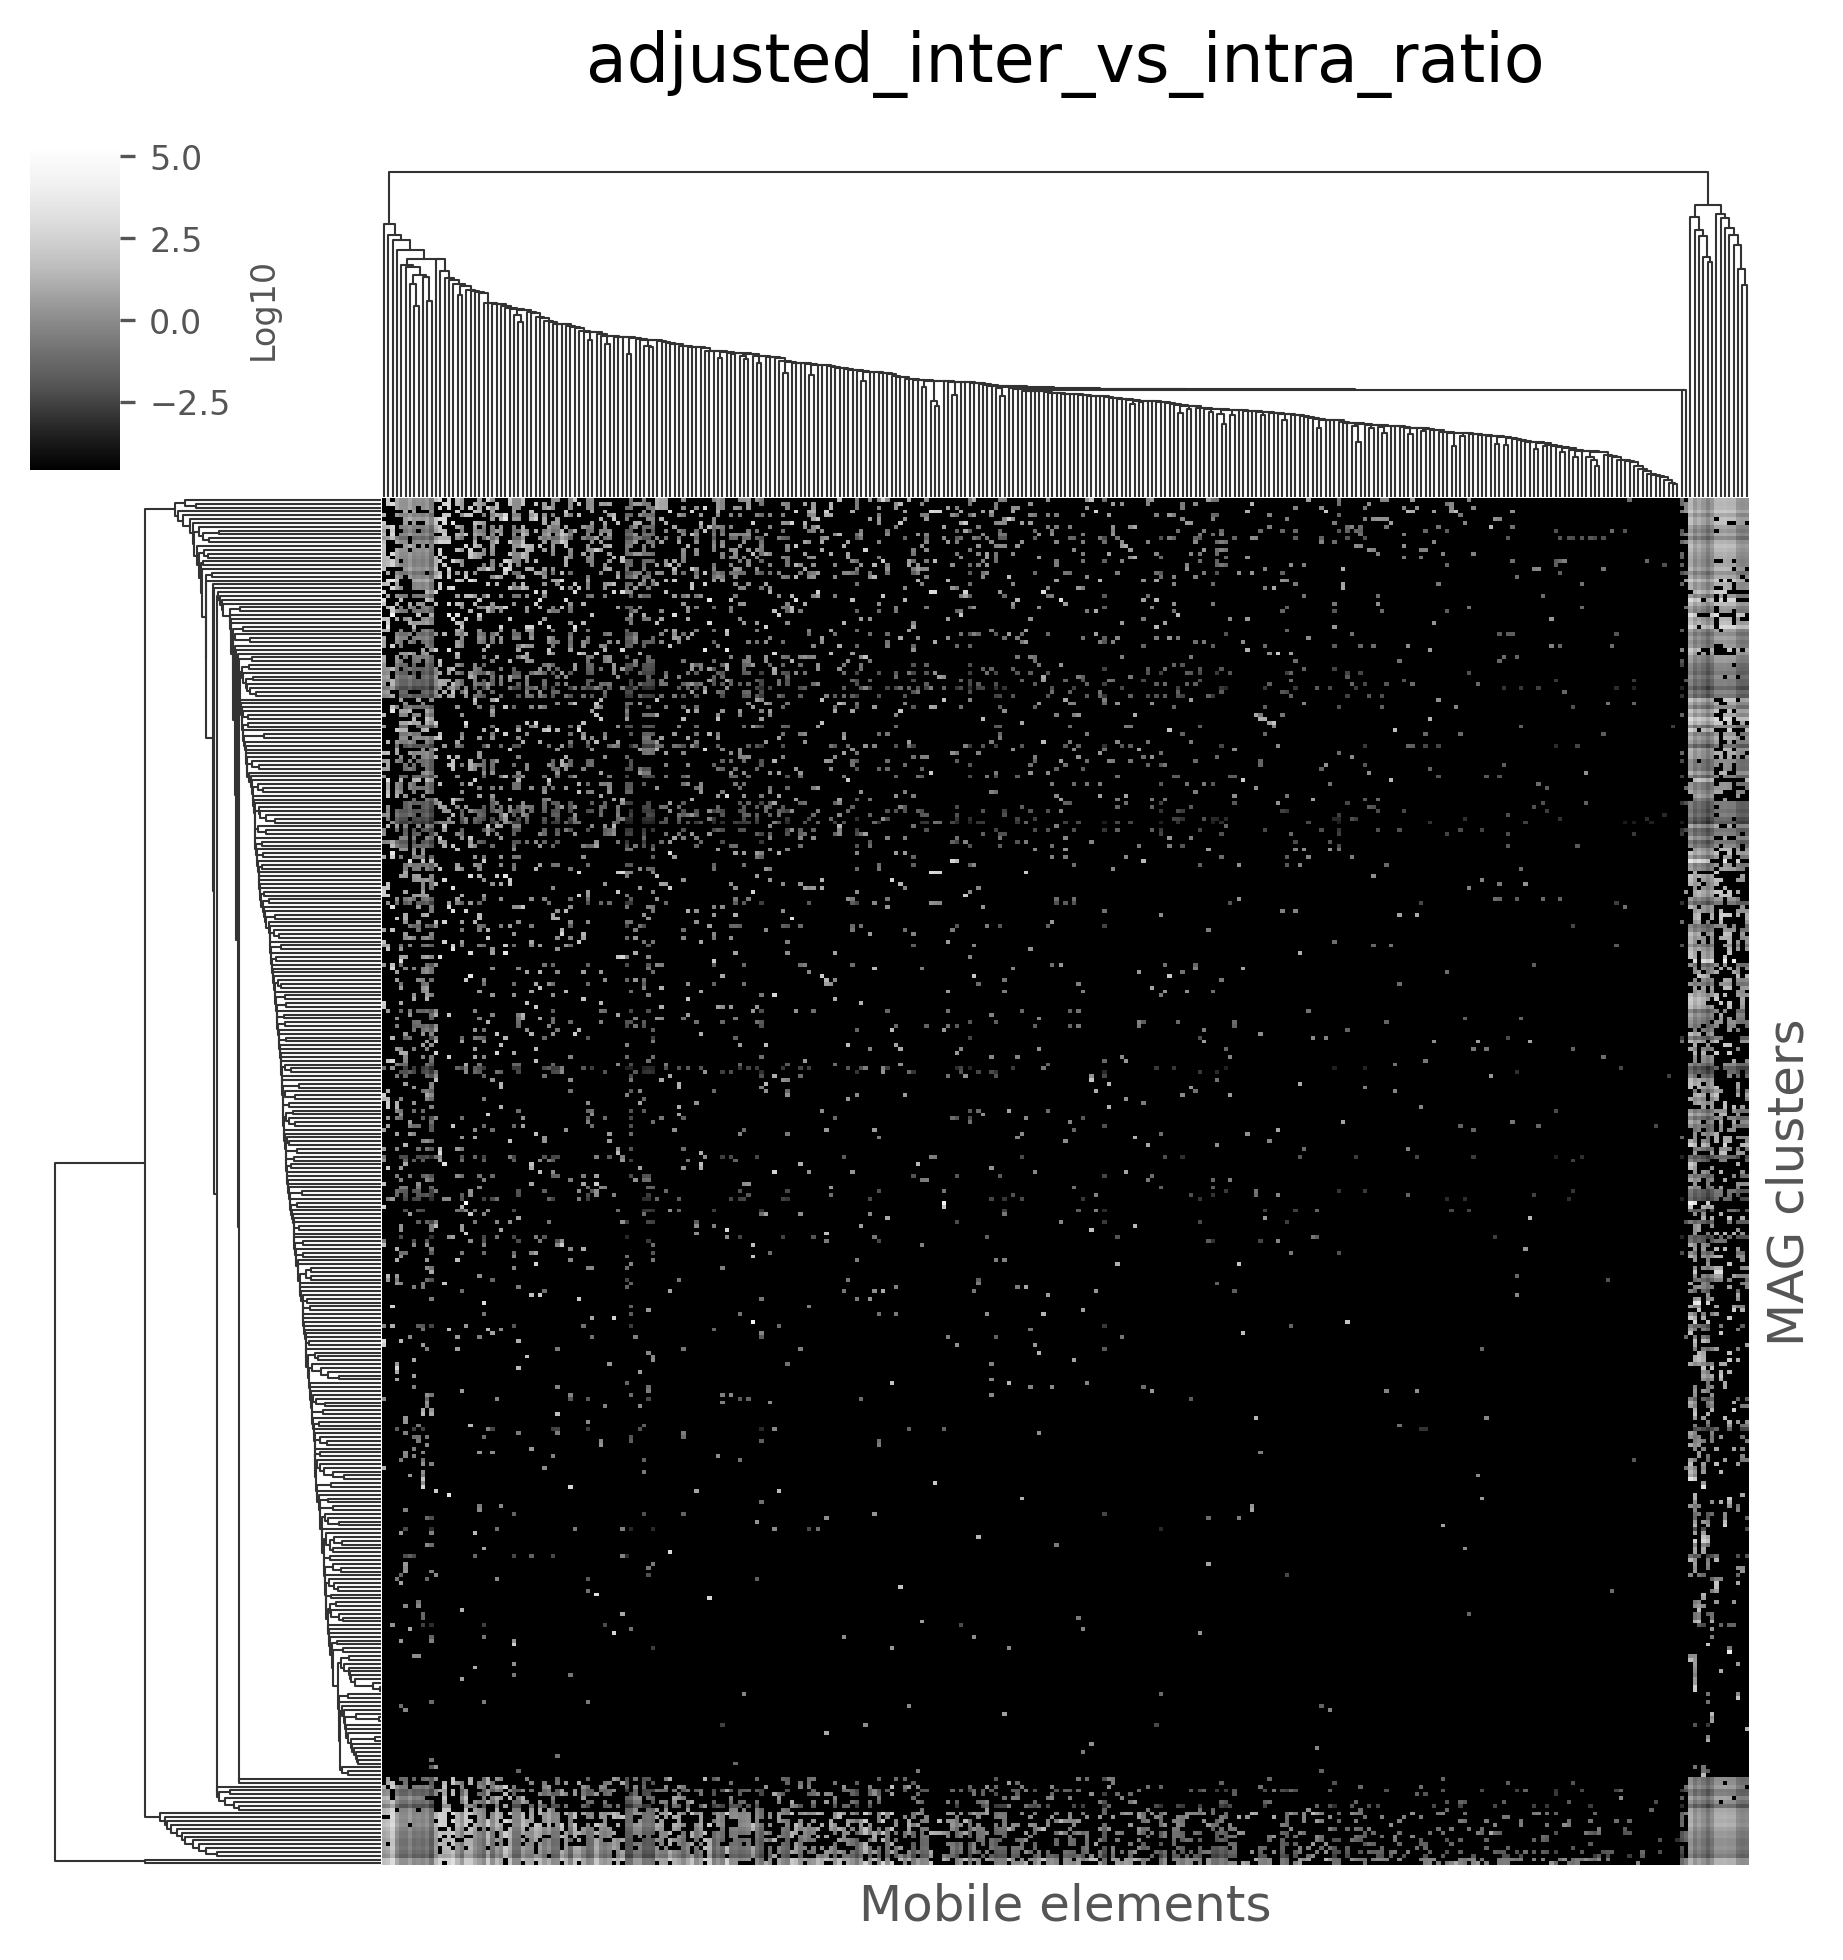 adjusted_inter_vs_intra_ratio
5.0
2.5
0.0
−2.5
Log10
MAG clusters
Mobile elements